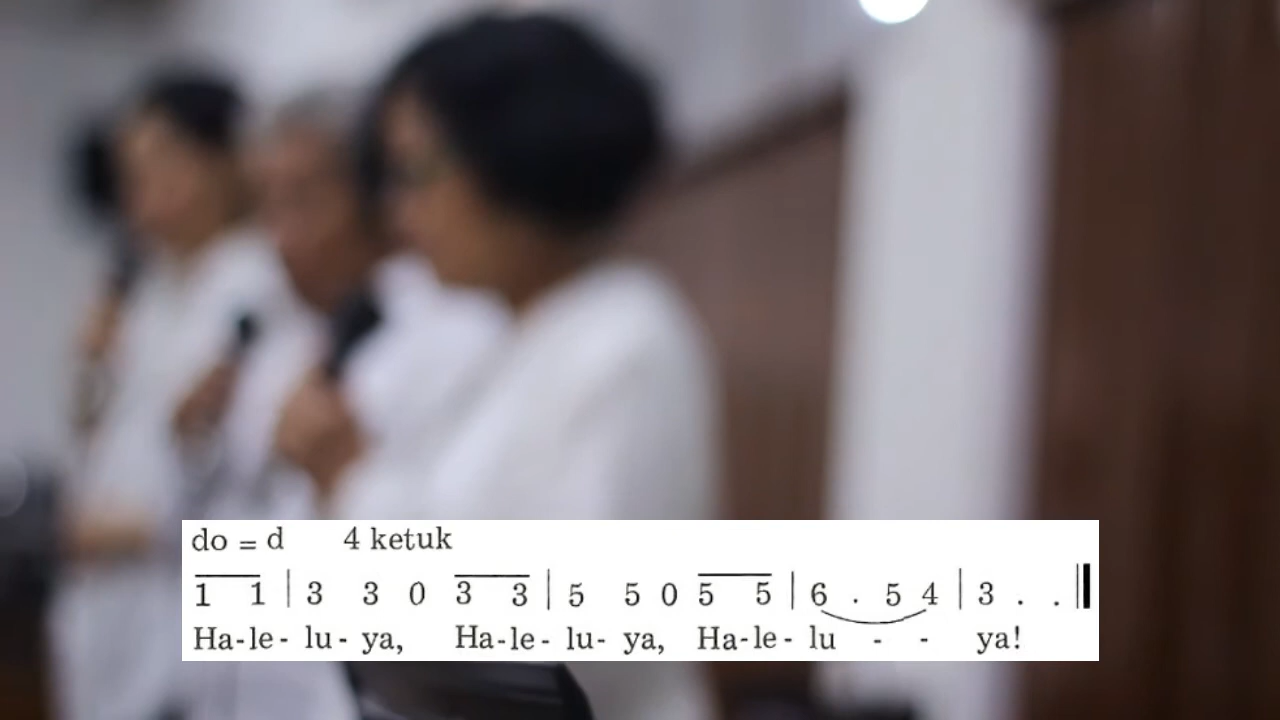 do = d 4 ketuk
1 1 | 3 3 0 3 3 | 5 5 0 5 5 | 6 . 5 4 | 3 . . ||
Ha-le- lu- ya, Ha-le- lu- ya, Ha-le- lu - - ya!